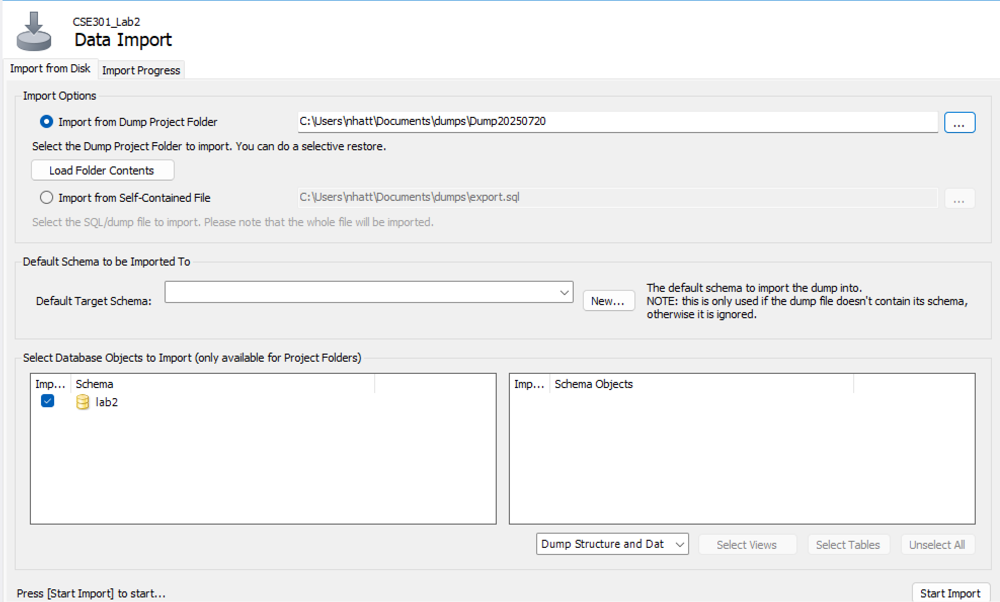 CSE301_Lab2
Data Import
Import from Disk
Import Progress
Import Options
Import from Dump Project Folder
C:\Users\nhatt\Documents\dumps\Dump20250720
...
Select the Dump Project Folder to import. You can do a selective restore.
Load Folder Contents
Import from Self-Contained File
C:\Users\nhatt\Documents\dumps\export.sql
...
Select the SQL/dump file to import. Please note that the whole file will be imported.
Default Schema to be Imported To
Default Target Schema:
New...
The default schema to import the dump into.
NOTE: this is only used if the dump file doesn't contain its schema,
otherwise it is ignored.
Select Database Objects to Import (only available for Project Folders)
Imp... Schema
lab2
Imp... Schema Objects
Dump Structure and Dat
Select Views
Select Tables
Unselect All
Press [Start Import] to start...
Start Import